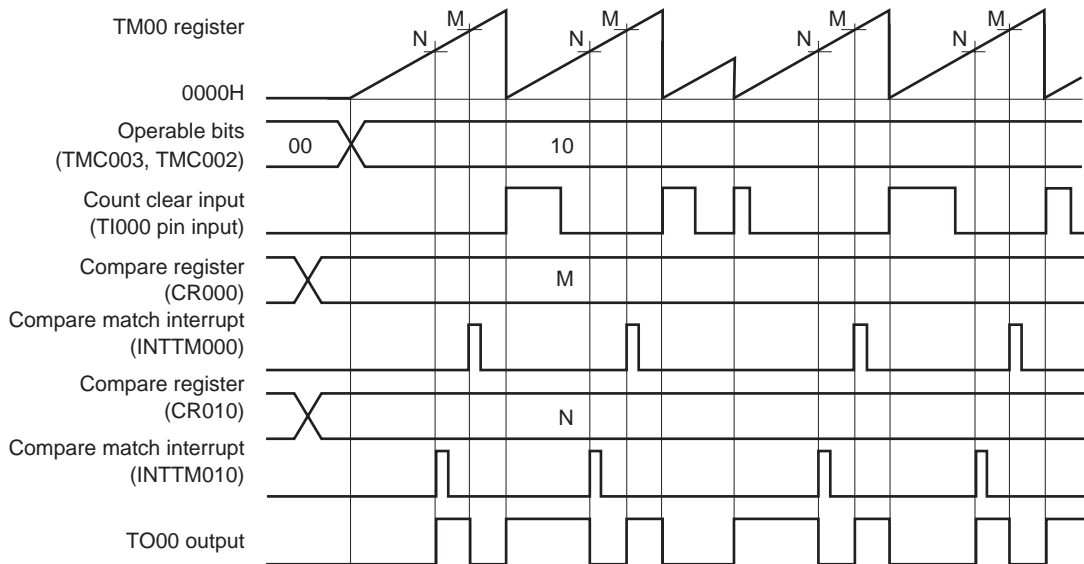 TM00 register
M
N
M
N
M
N
M
N
0000H
Operable bits
(TMC003, TMC002)
00
10
Count clear input
(TI000 pin input)
Compare register
(CR000)
M
Compare match interrupt
(INTTM000)
Compare register
(CR010)
N
Compare match interrupt
(INTTM010)
TO00 output